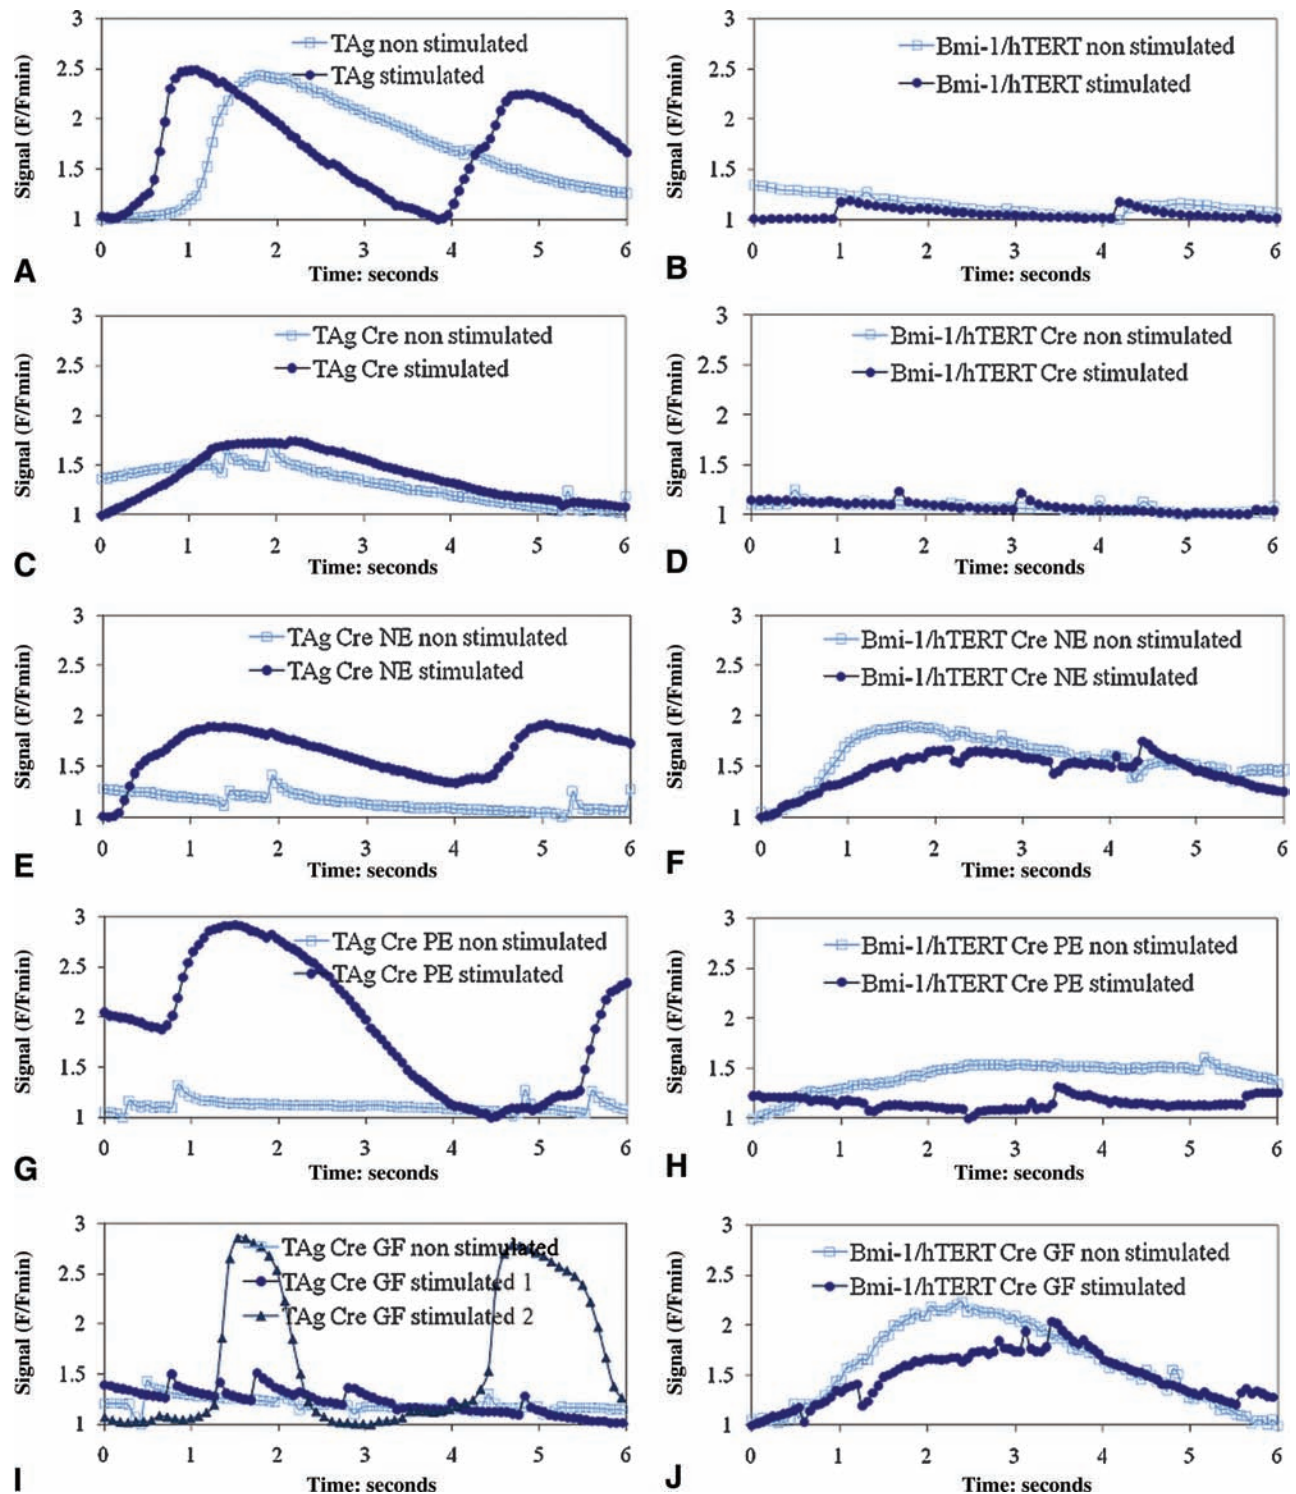 3
2.5
2
1.5
1
Signal (F/Fmin)
TAg non stimulated
TAg stimulated
0 1 2 3 4 5 6
Time: seconds
A
3
2.5
2
1.5
1
Signal (F/Fmin)
Bmi-1/hTERT non stimulated
Bmi-1/hTERT stimulated
0 1 2 3 4 5 6
Time: seconds
B
3
2.5
2
1.5
1
Signal (F/Fmin)
TAg Cre non stimulated
TAg Cre stimulated
0 1 2 3 4 5 6
Time: seconds
C
3
2.5
2
1.5
1
Signal (F/Fmin)
Bmi-1/hTERT Cre non stimulated
Bmi-1/hTERT Cre stimulated
0 1 2 3 4 5 6
Time: seconds
D
3
2.5
2
1.5
1
Signal (F/Fmin)
TAg Cre NE non stimulated
TAg Cre NE stimulated
0 1 2 3 4 5 6
Time: seconds
E
3
2.5
2
1.5
1
Signal (F/Fmin)
Bmi-1/hTERT Cre NE non stimulated
Bmi-1/hTERT Cre NE stimulated
0 1 2 3 4 5 6
Time: seconds
F
3
2.5
2
1.5
1
Signal (F/Fmin)
TAg Cre PE non stimulated
TAg Cre PE stimulated
0 1 2 3 4 5 6
Time: seconds
G
3
2.5
2
1.5
1
Signal (F/Fmin)
Bmi-1/hTERT Cre PE non stimulated
Bmi-1/hTERT Cre PE stimulated
0 1 2 3 4 5 6
Time: seconds
H
3
2.5
2
1.5
1
Signal (F/Fmin)
TAg Cre GF non stimulated
TAg Cre GF stimulated 1
TAg Cre GF stimulated 2
0 1 2 3 4 5 6
Time: seconds
I
3
2.5
2
1.5
1
Signal (F/Fmin)
Bmi-1/hTERT Cre GF non stimulated
Bmi-1/hTERT Cre GF stimulated
0 1 2 3 4 5 6
Time: seconds
J